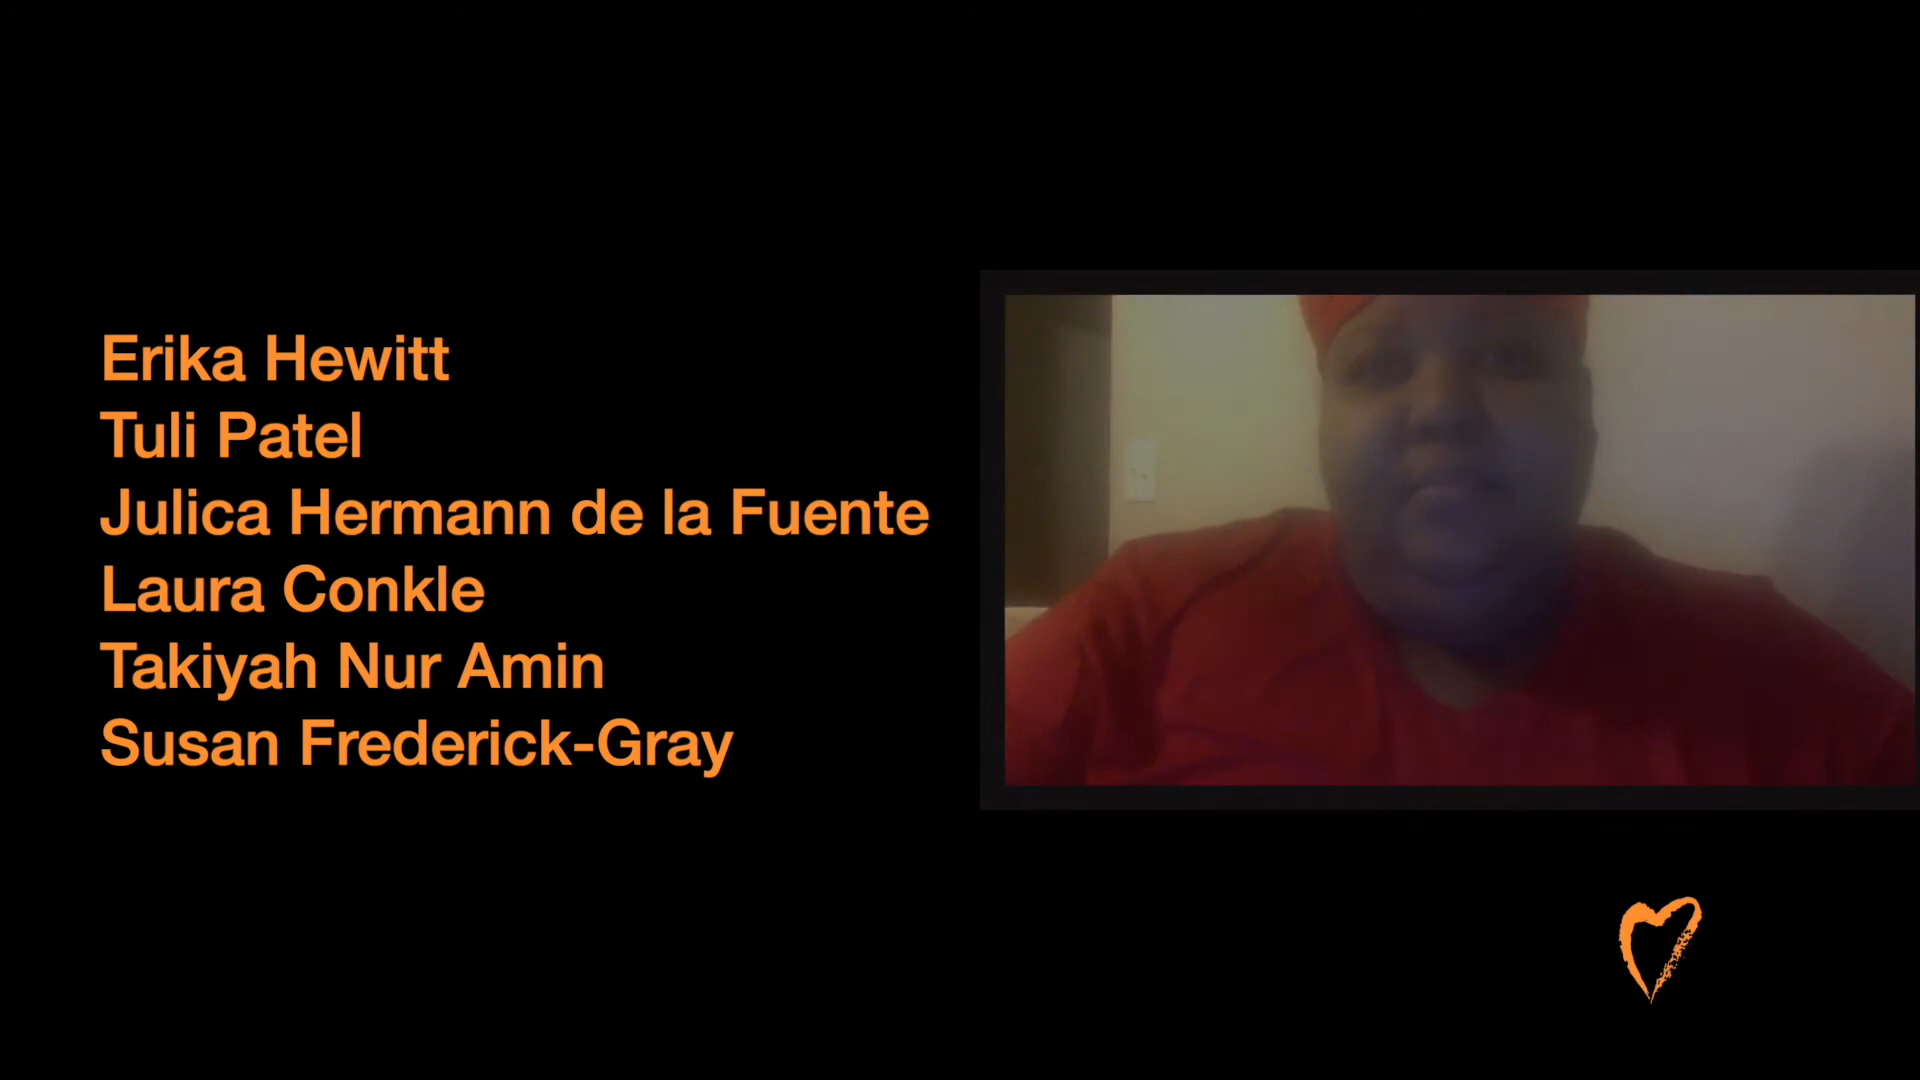 Erika Hewitt
Tuli Patel
Julica Hermann de la Fuente
Laura Conkle
Takiyah Nur Amin
Susan Frederick-Gray